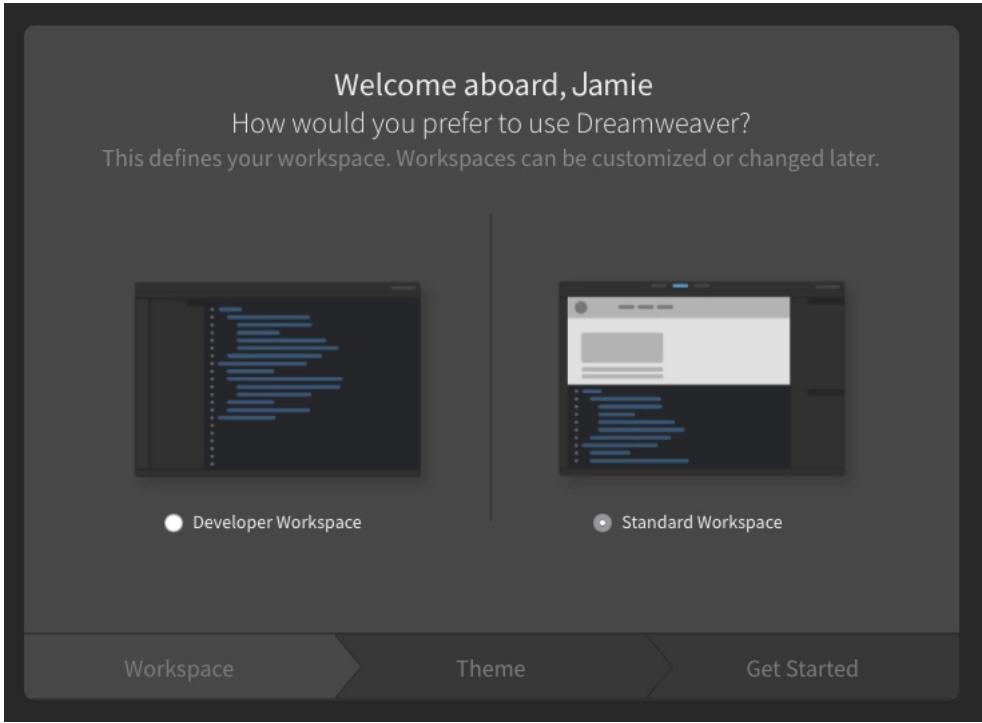 Welcome aboard, Jamie
How would you prefer to use Dreamweaver?
This defines your workspace. Workspaces can be customized or changed later.
Developer Workspace
Standard Workspace
Workspace
Theme
Get Started